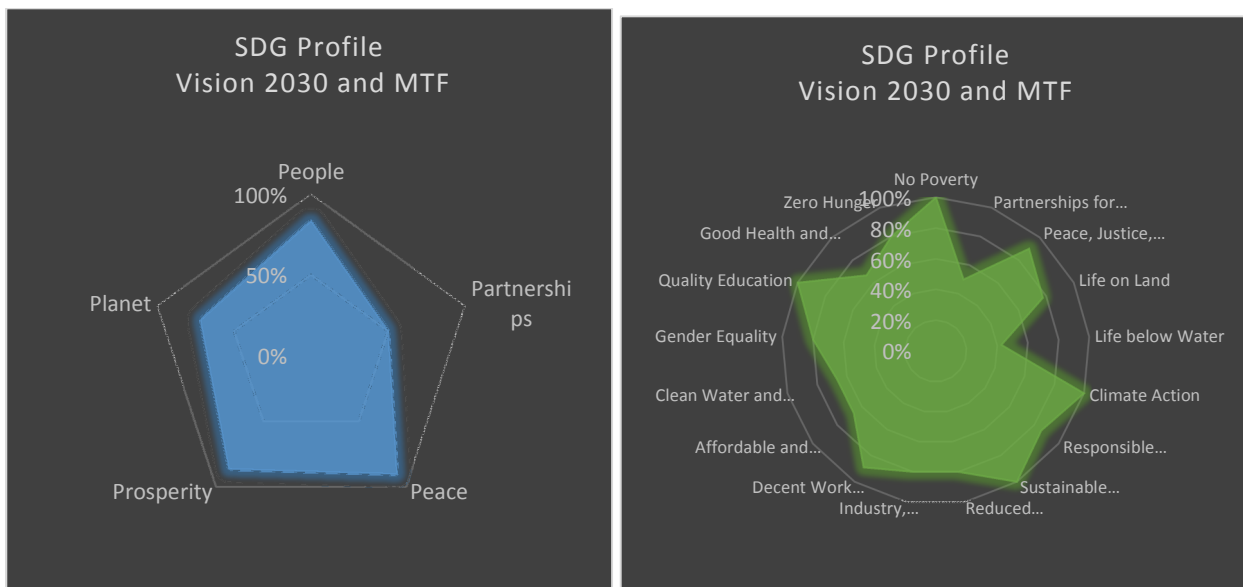 SDG Profile
Vision 2030 and MTF
People
100%
50%
0%
Partnershi
ps
Planet
Prosperity
Peace
SDG Profile
Vision 2030 and MTF
No Poverty
100%
80%
60%
40%
20%
0%
Zero Hunger
Partnerships for...
Good Health and...
Peace, Justice,...
Quality Education
Life on Land
Gender Equality
Life below Water
Clean Water and...
Climate Action
Affordable and...
Responsible...
Decent Work...
Sustainable...
Industry,...
Reduced...